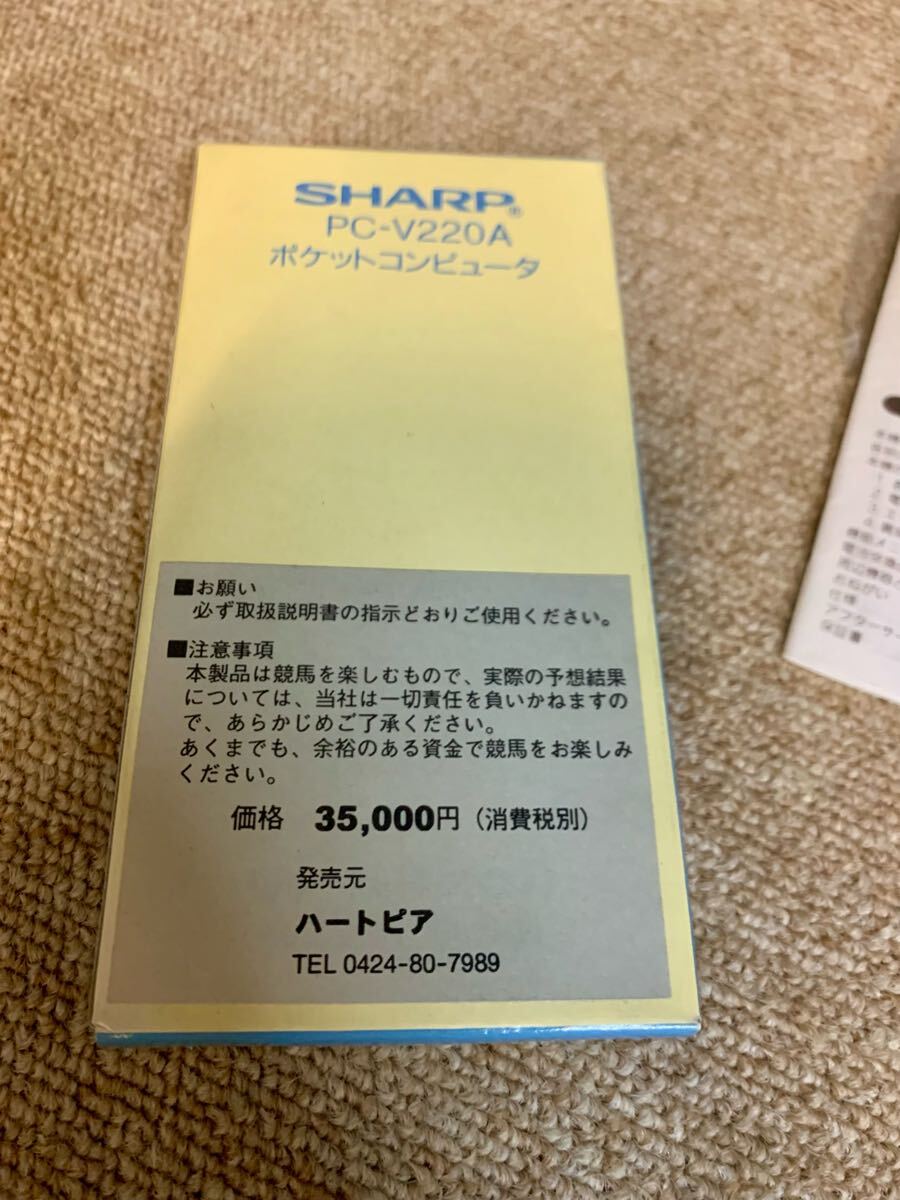 SHARP®
PC-V220A
ポケットコンピュータ
■お願い
必ず取扱説明書の指示どおりご使用ください。
■注意事項
本製品は競馬を楽しむもので、実際の予想結果
については、当社は一切責任を負いかねますの
で、あらかじめご了承ください。
あくまでも、余裕のある資金で競馬をお楽しみ
ください。
価格 35,000円（消費税別）
発売元
ハートピア
TEL 0424-80-7989
仕様
保証書